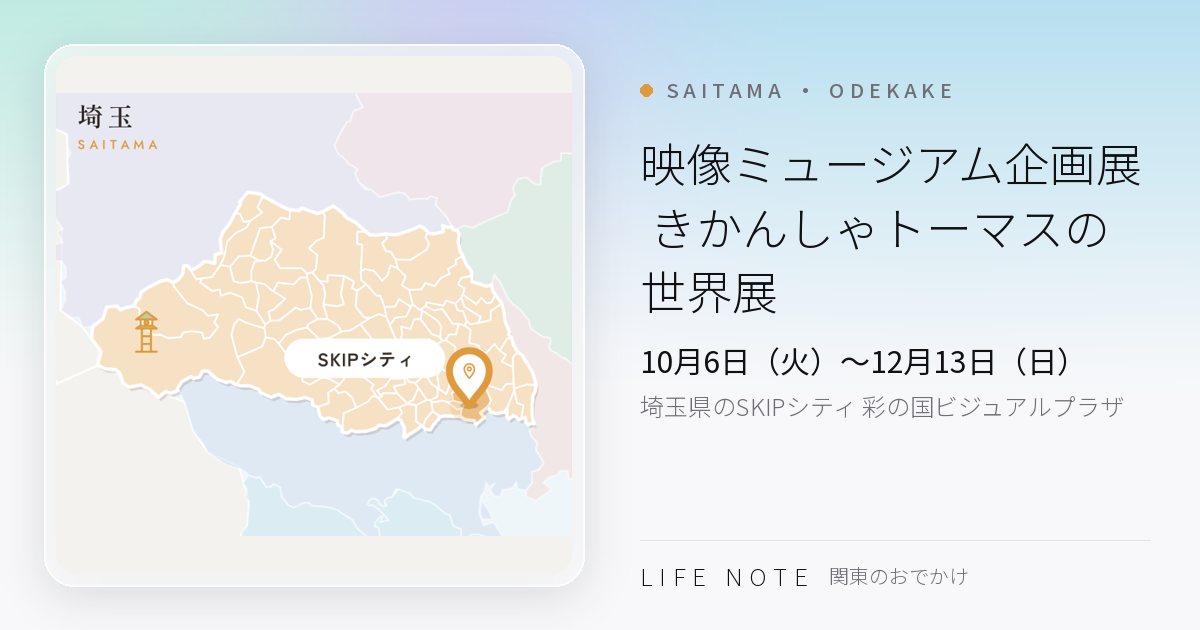 埼玉
SAITAMA
SKIPシティ
SAITAMA • ODEKAKE
映像ミュージアム企画展
きかんしゃトーマスの
世界展
10月6日（火）〜12月13日（日）
埼玉県のSKIPシティ 彩の国ビジュアルプラザ
LIFE NOTE 関東のおでかけ